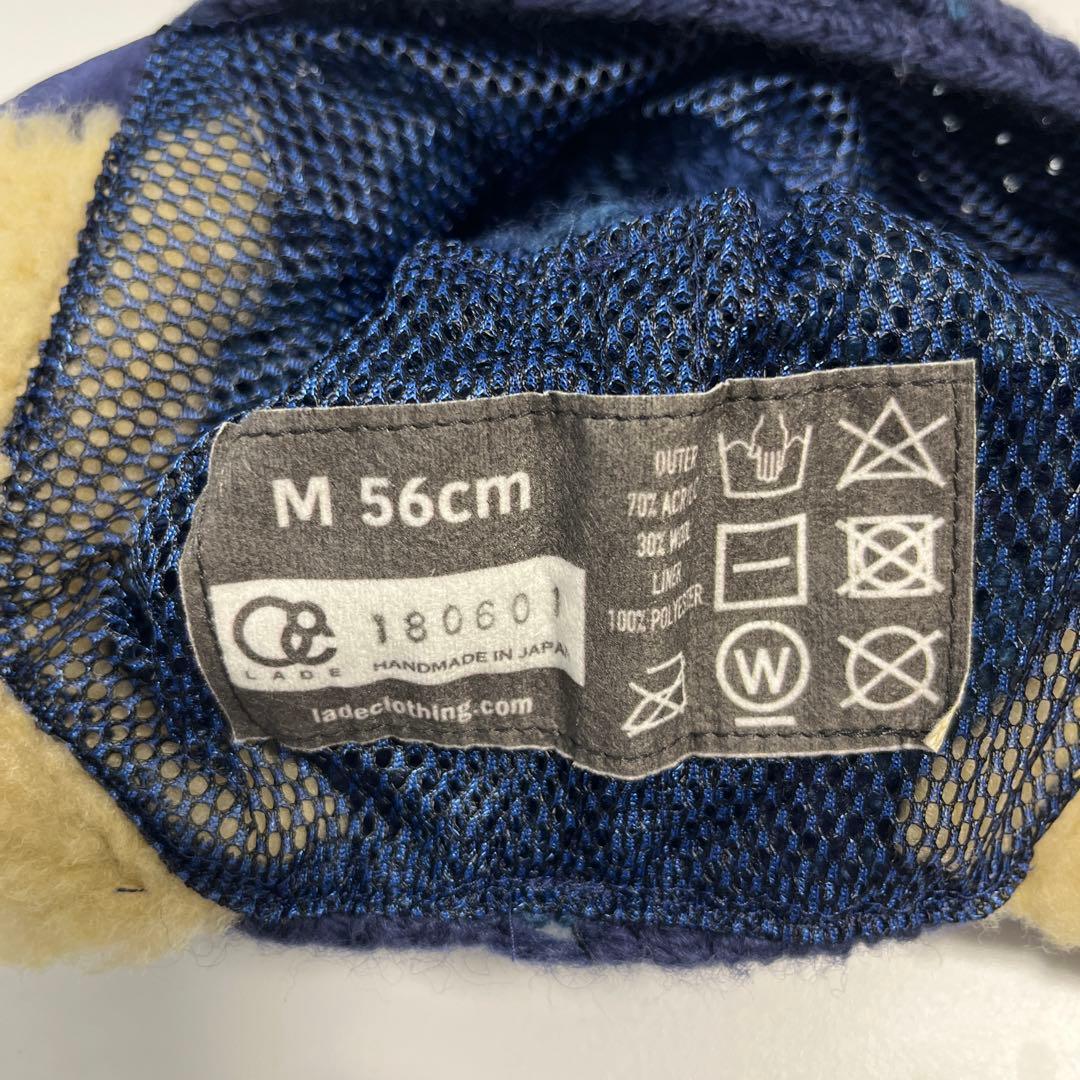 M 56cm
180601
LADE
HANDMADE IN JAPAN
ladeclothing.com
OUTER
70% ACRYLIC
30% WOOL
LINER
100% POLYESTER
W